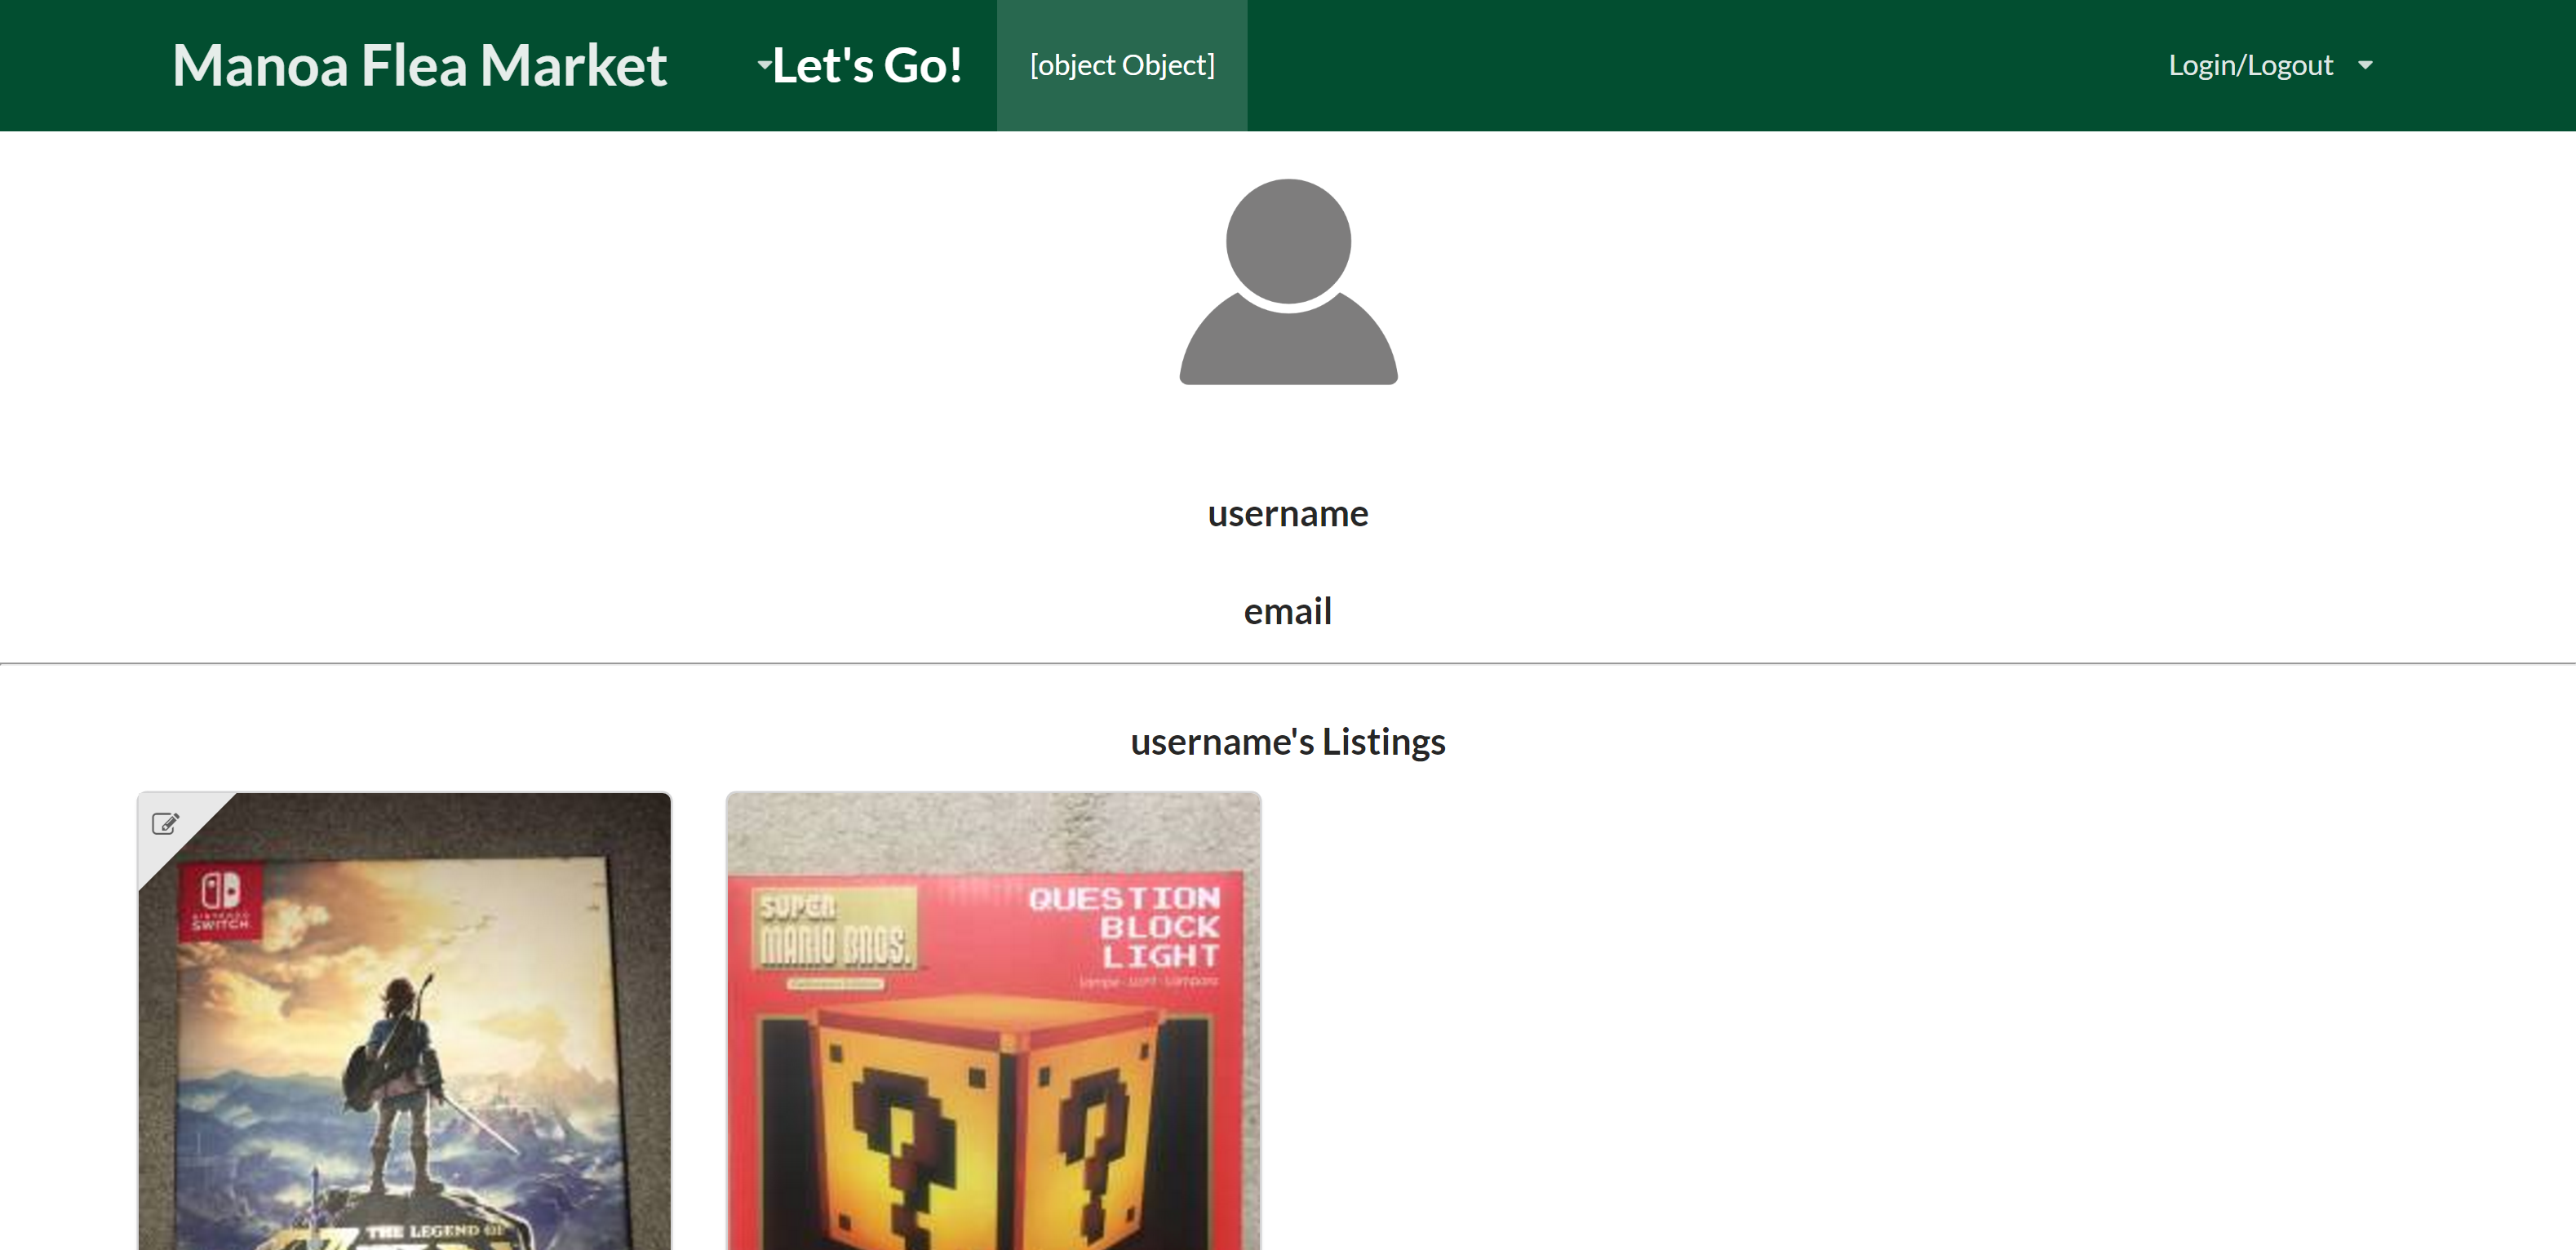 Manoa Flea Market
Let's Go!
[object Object]
Login/Logout
username
email
username's Listings
NINTENDO
SWITCH
THE LEGEND OF
SUPER
MARIO BROS.
QUESTION
BLOCK
LIGHT